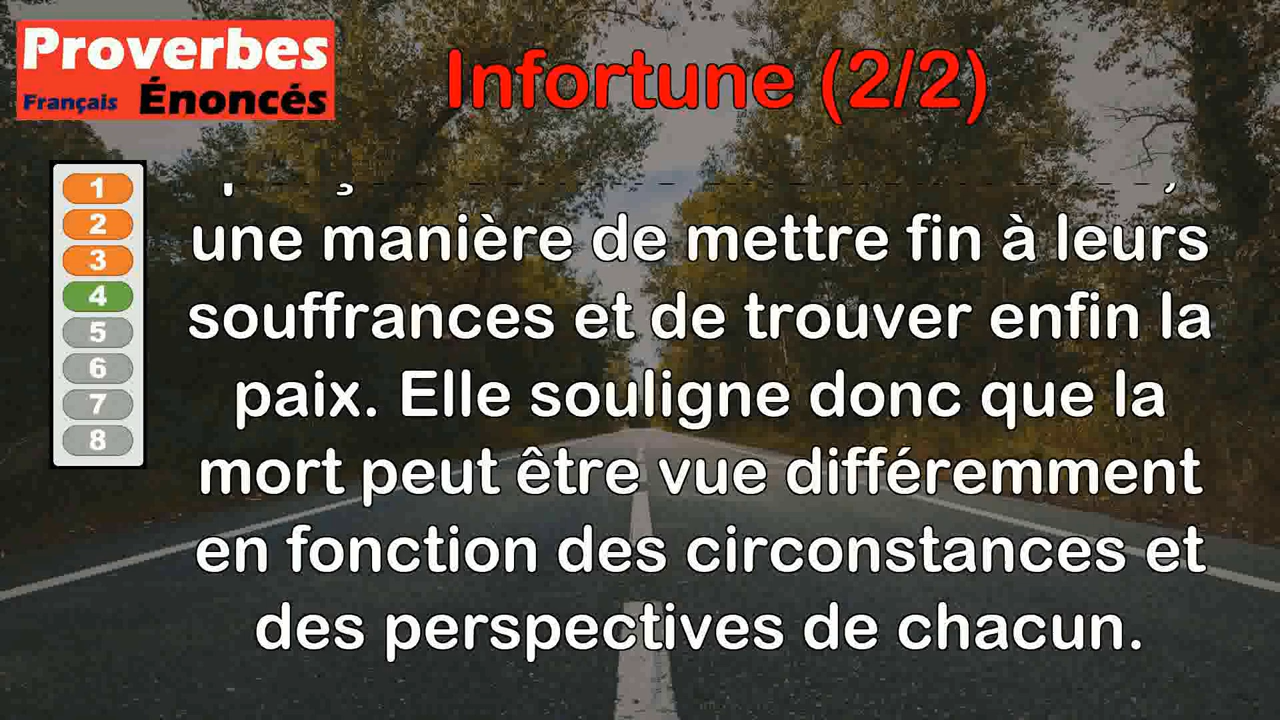 Proverbes
Français Énoncés
Infortune (2/2)
1
2
3
4
5
6
7
8
une manière de mettre fin à leurs
souffrances et de trouver enfin la
paix. Elle souligne donc que la
mort peut être vue différemment
en fonction des circonstances et
des perspectives de chacun.